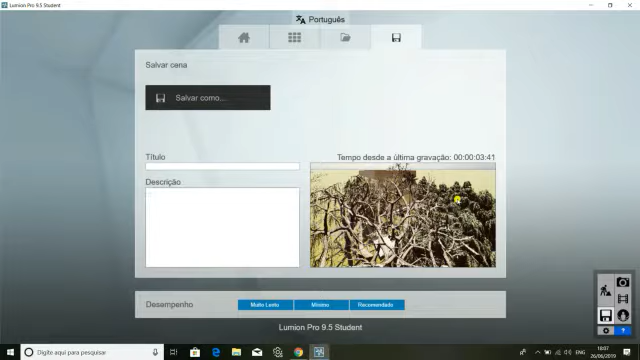 Lumion Pro 9.5 Student
Português
Salvar cena
Salvar como...
Título
Tempo desde a última gravação: 00:00:03:41
Descrição
Desempenho
Muito Lento
Mínimo
Recomendado
Lumion Pro 9.5 Student
Digite aqui para pesquisar
ENG
18:07
26/06/2019